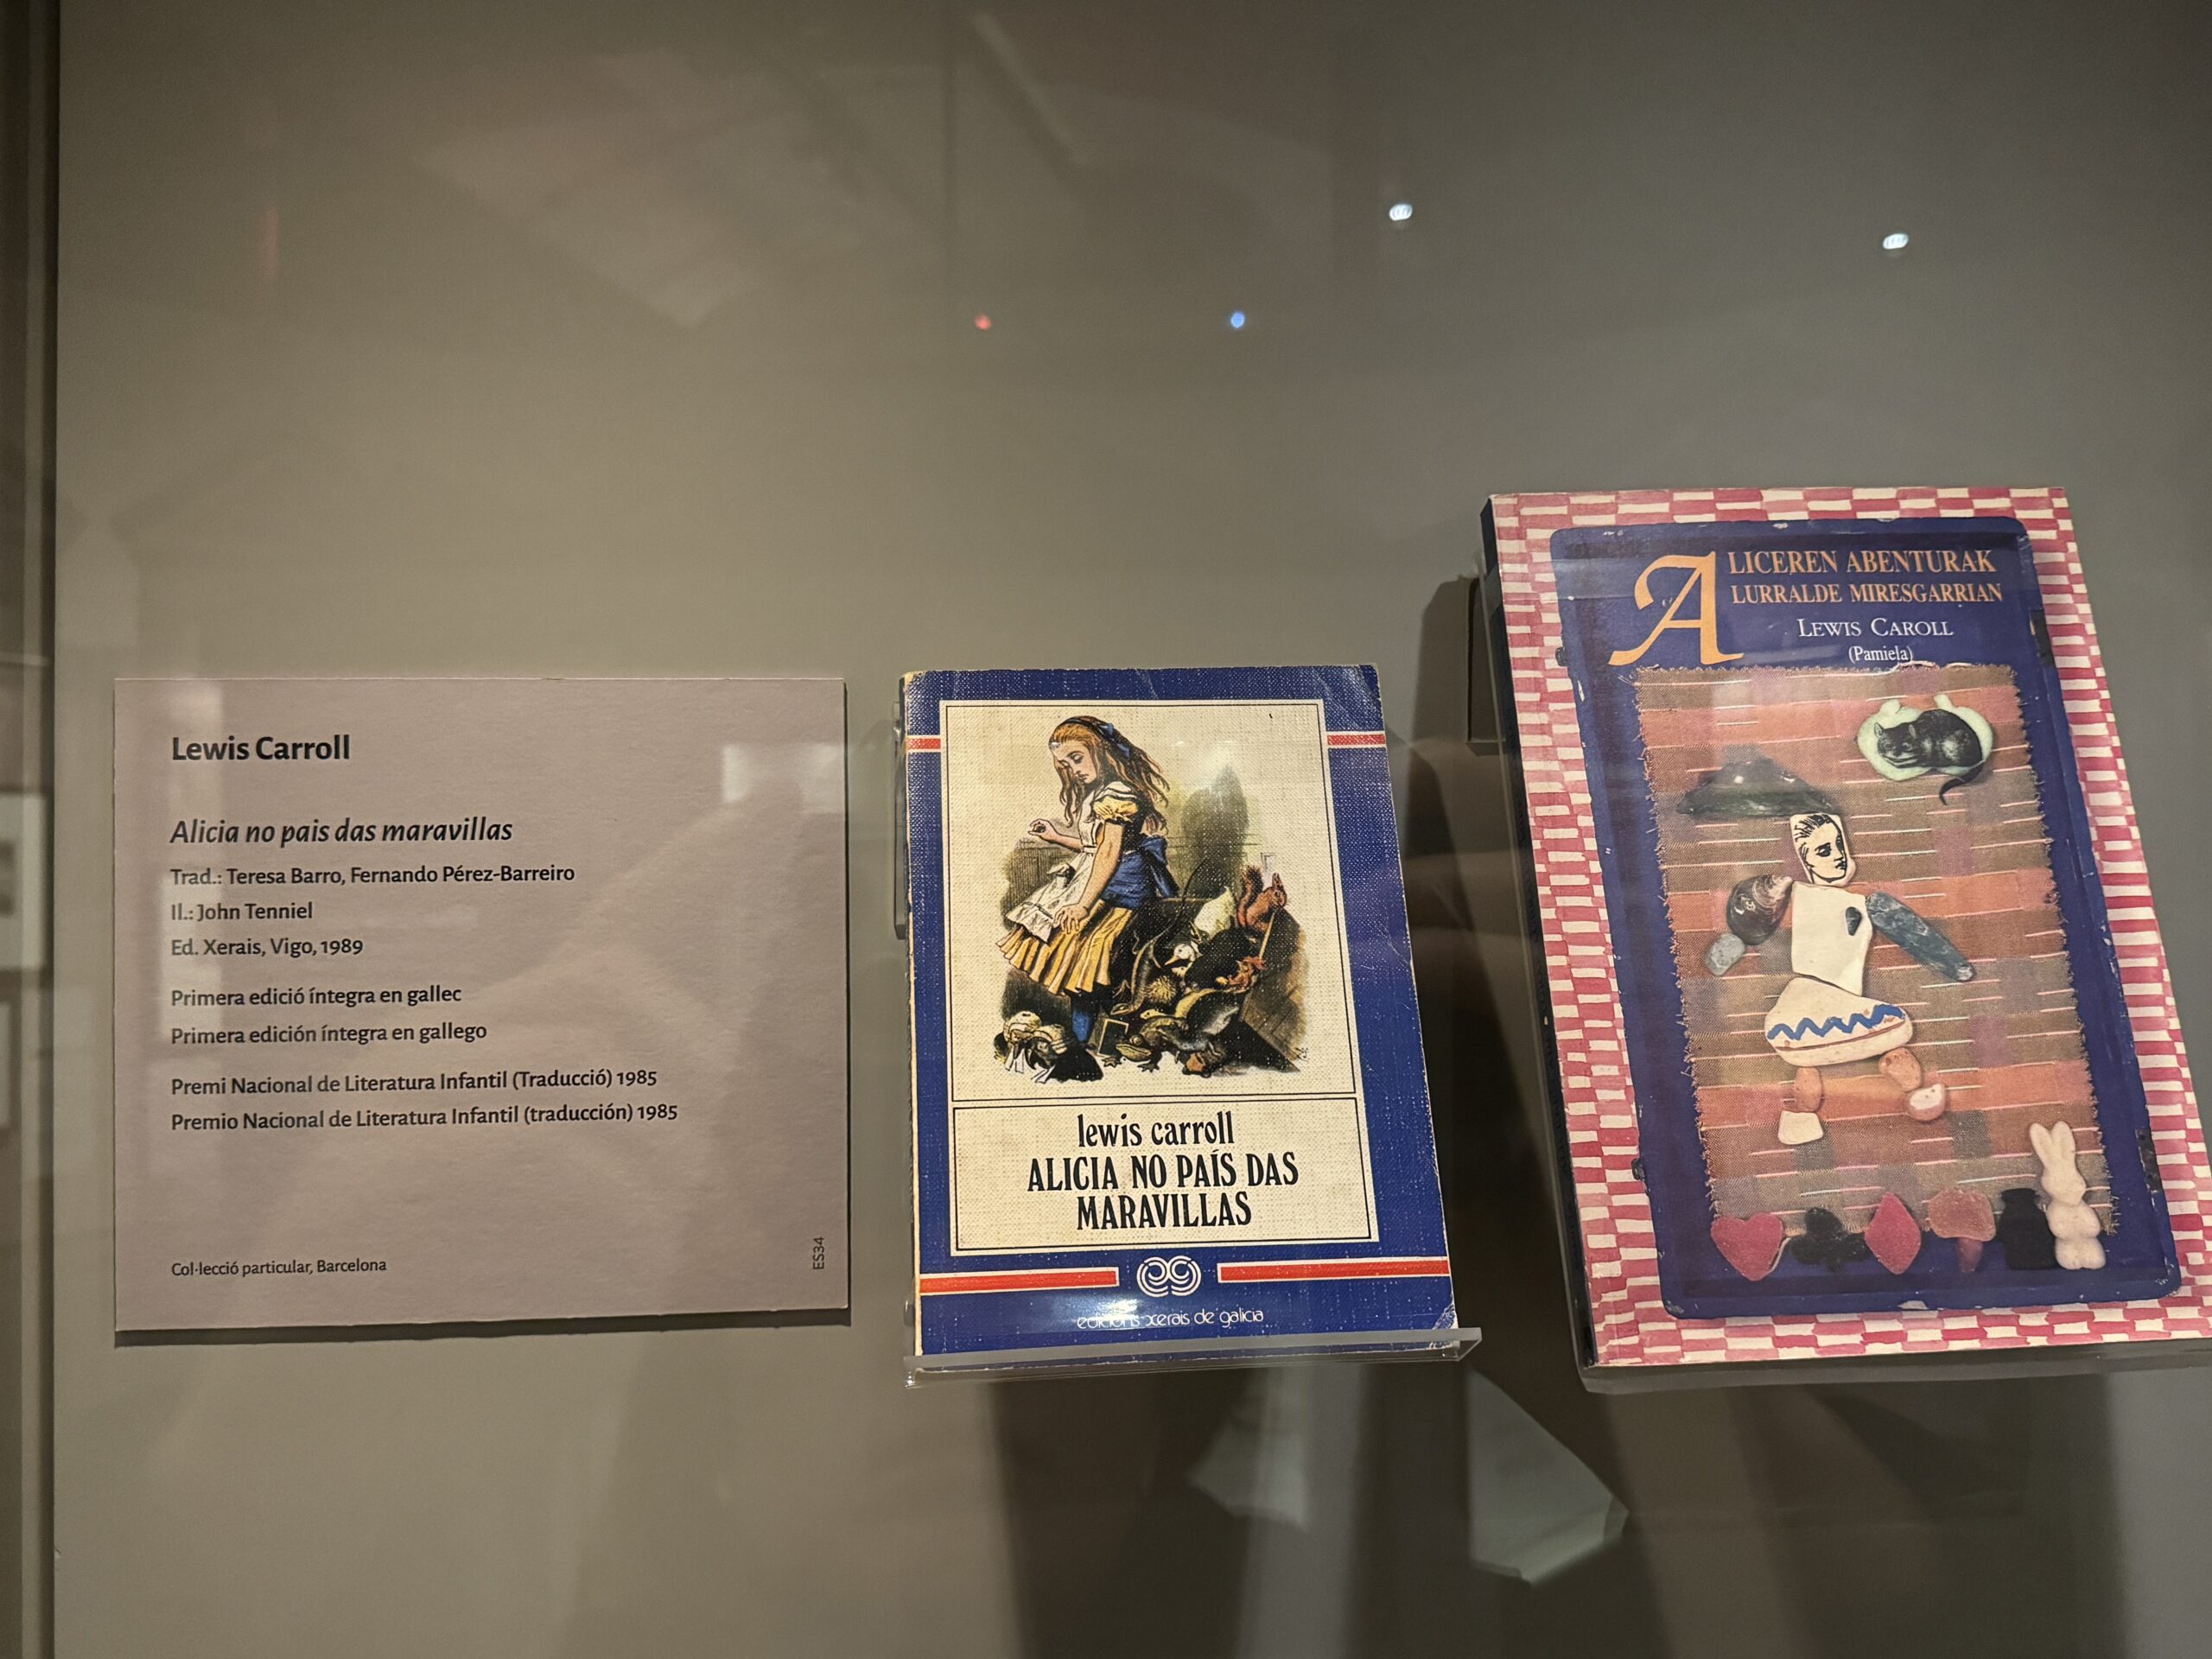 Lewis Carroll
Alicia no pais das maravillas
Trad.: Teresa Barro, Fernando Pérez-Barreiro
Il.: John Tenniel
Ed. Xerais, Vigo, 1989
Primera edició íntegra en gallec
Primera edición íntegra en gallego
Premi Nacional de Literatura Infantil (Traducció) 1985
Premio Nacional de Literatura Infantil (traducción) 1985
Col·lecció particular, Barcelona
ES34
lewis carroll
ALICIA NO PAÍS DAS
MARAVILLAS
edicións xerais de galicia
ALICEREN ABENTURAK
LURRALDE MIRESGARRIAN
LEWIS CAROLL
(Pamiela)